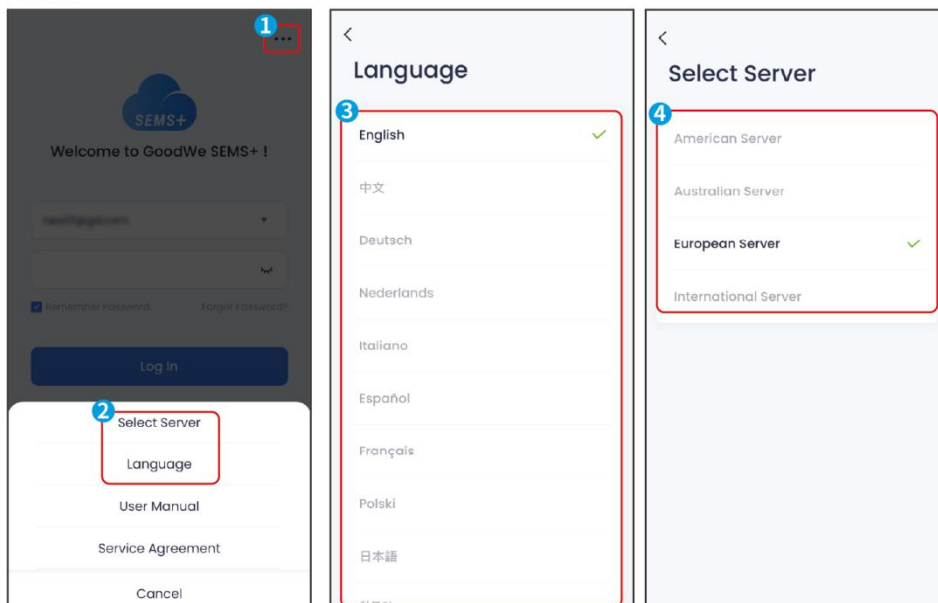 1
SEMS+
Welcome to GoodWe SEMS+ !
Remember Password
Forgot Password?
Log In
2
Select Server
Language
User Manual
Service Agreement
Cancel
Language
3
English
中文
Deutsch
Nederlands
Italiano
Español
Français
Polski
日本語
Select Server
4
American Server
Australian Server
European Server
International Server